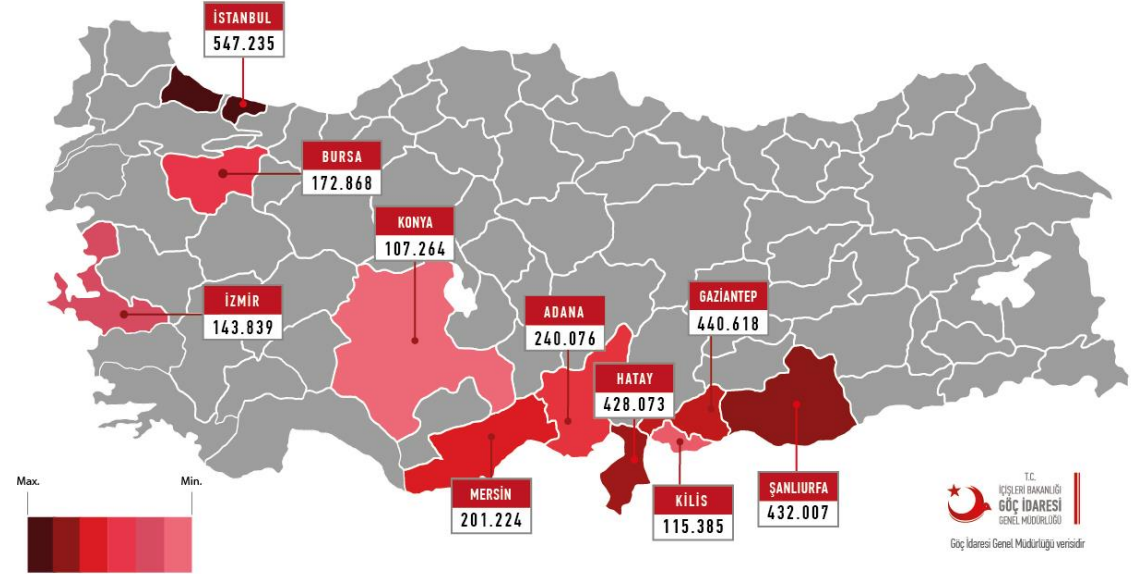 İSTANBUL
547.235
BURSA
172.868
KONYA
107.264
İZMİR
143.839
ADANA
240.076
GAZİANTEP
440.618
HATAY
428.073
MERSİN
201.224
KİLİS
115.385
ŞANLIURFA
432.007
Max.
Min.
T.C.
İÇİŞLERİ BAKANLIĞI
GÖÇ İDARESİ
GENEL MÜDÜRLÜĞÜ
Göç İdaresi Genel Müdürlüğü verisidir